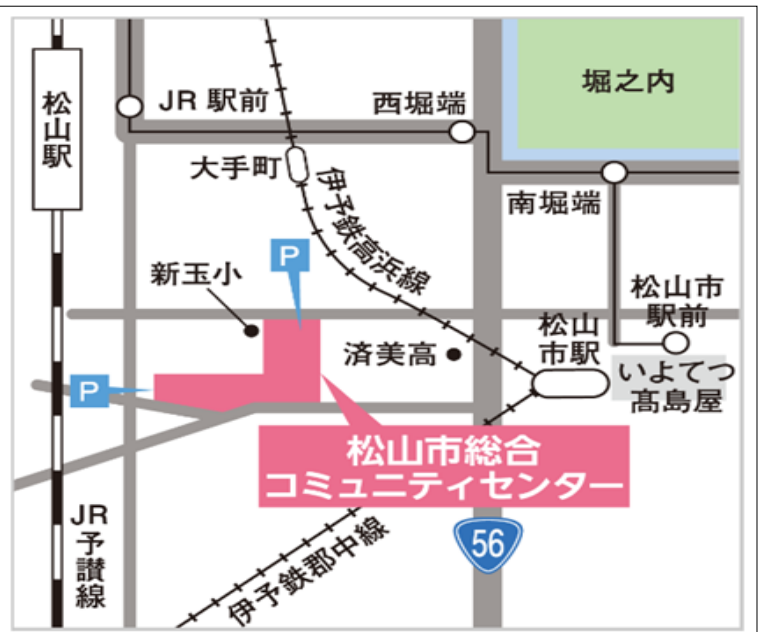 松山駅
JR 駅前
西堀端
堀之内
大手町
伊予鉄高浜線
南堀端
P
新玉小
松山市
駅前
松山
市駅
済美高
P
いよてつ
髙島屋
松山市総合
コミュニティセンター
JR予讃線
伊予鉄郡中線
56